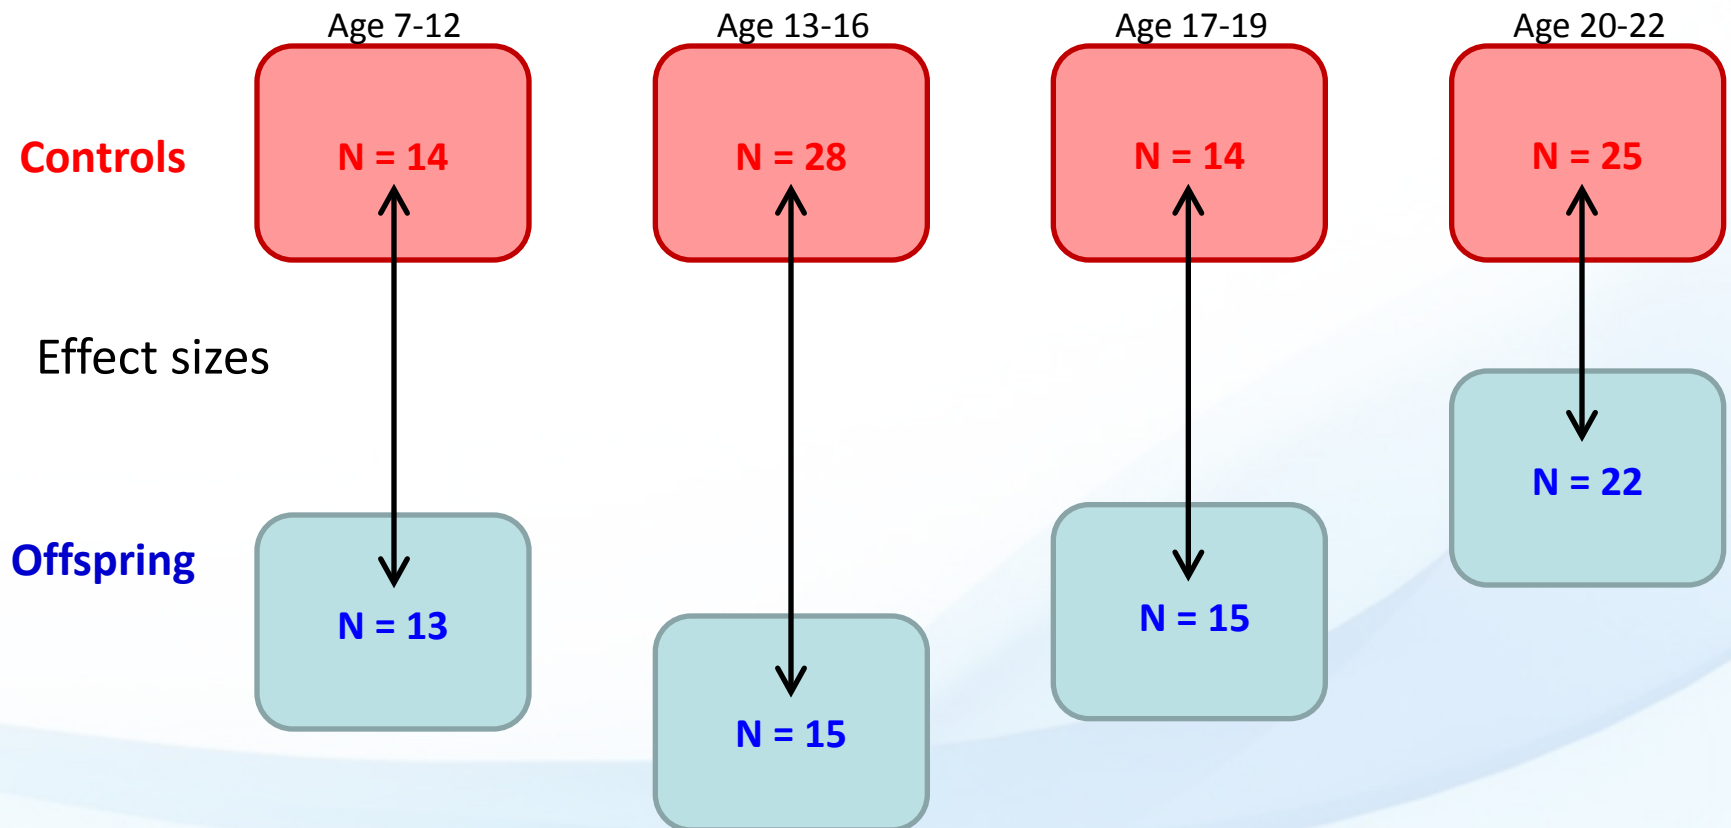 Age 7-12
Age 13-16
Age 17-19
Age 20-22
Controls
N = 14
N = 28
N = 14
N = 25
Effect sizes
Offspring
N = 13
N = 15
N = 15
N = 22